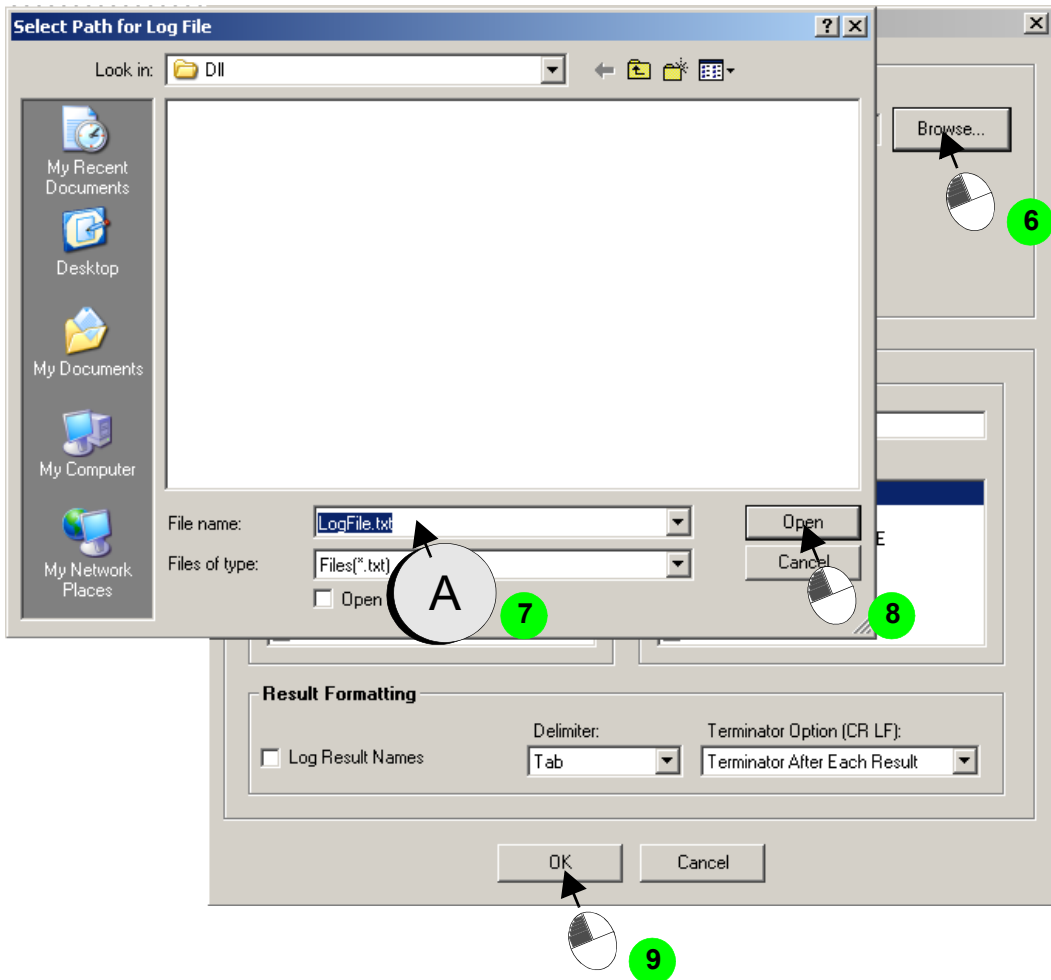 Select Path for Log File
Look in:
Dll
Browse...
6
My Recent
Documents
Desktop
My Documents
My Computer
My Network
Places
File name:
LogFile.txt
Open
E
Files of type:
Files(*.txt)
Cancel
Open
A
7
8
Result Formatting
Log Result Names
Delimiter:
Tab
Terminator Option (CR LF):
Terminator After Each Result
OK
Cancel
9